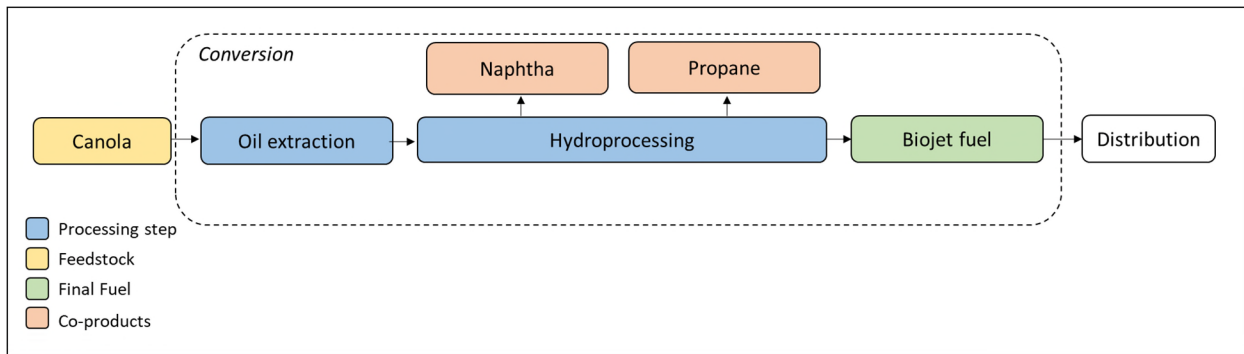 Conversion
Naphtha
Propane
Canola
Oil extraction
Hydroprocessing
Biojet fuel
Distribution
Processing step
Feedstock
Final Fuel
Co-products